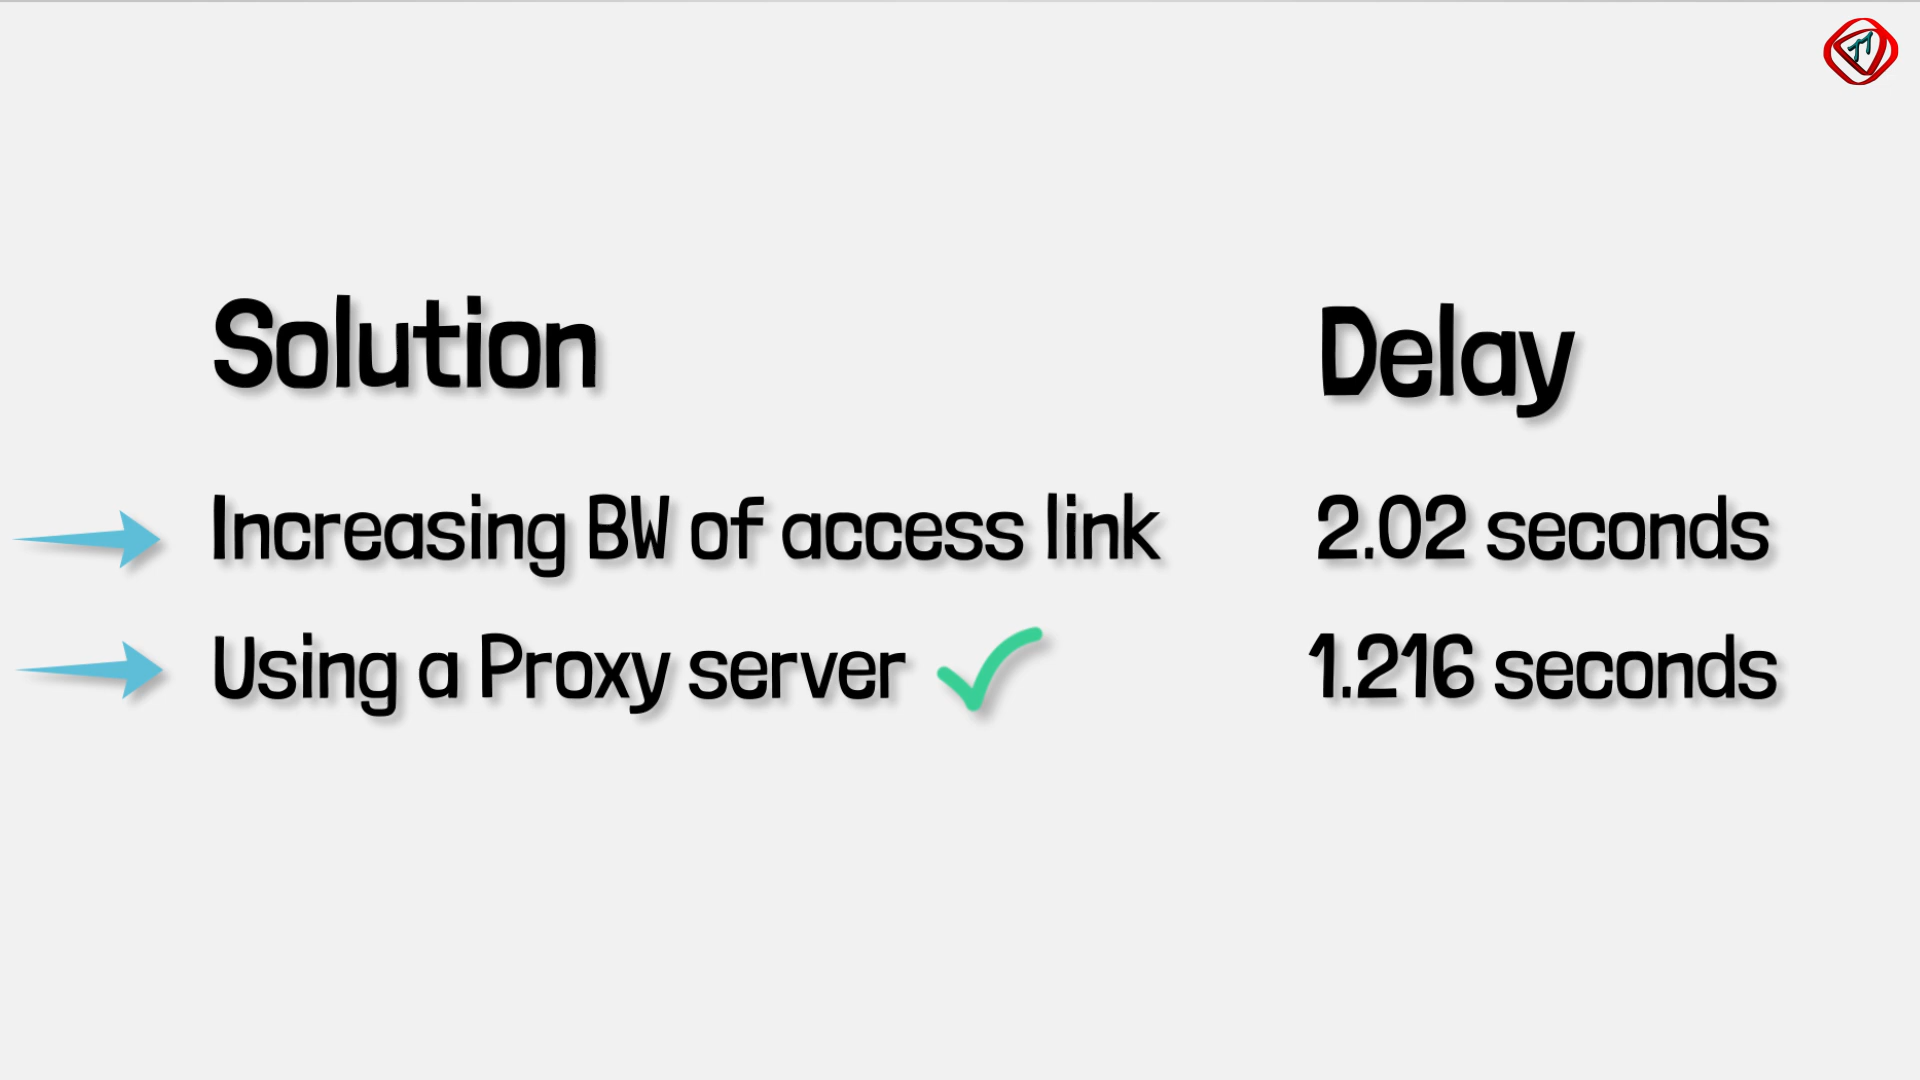 Solution Delay
Increasing BW of access link 2.02 seconds
Using a Proxy server 1.216 seconds